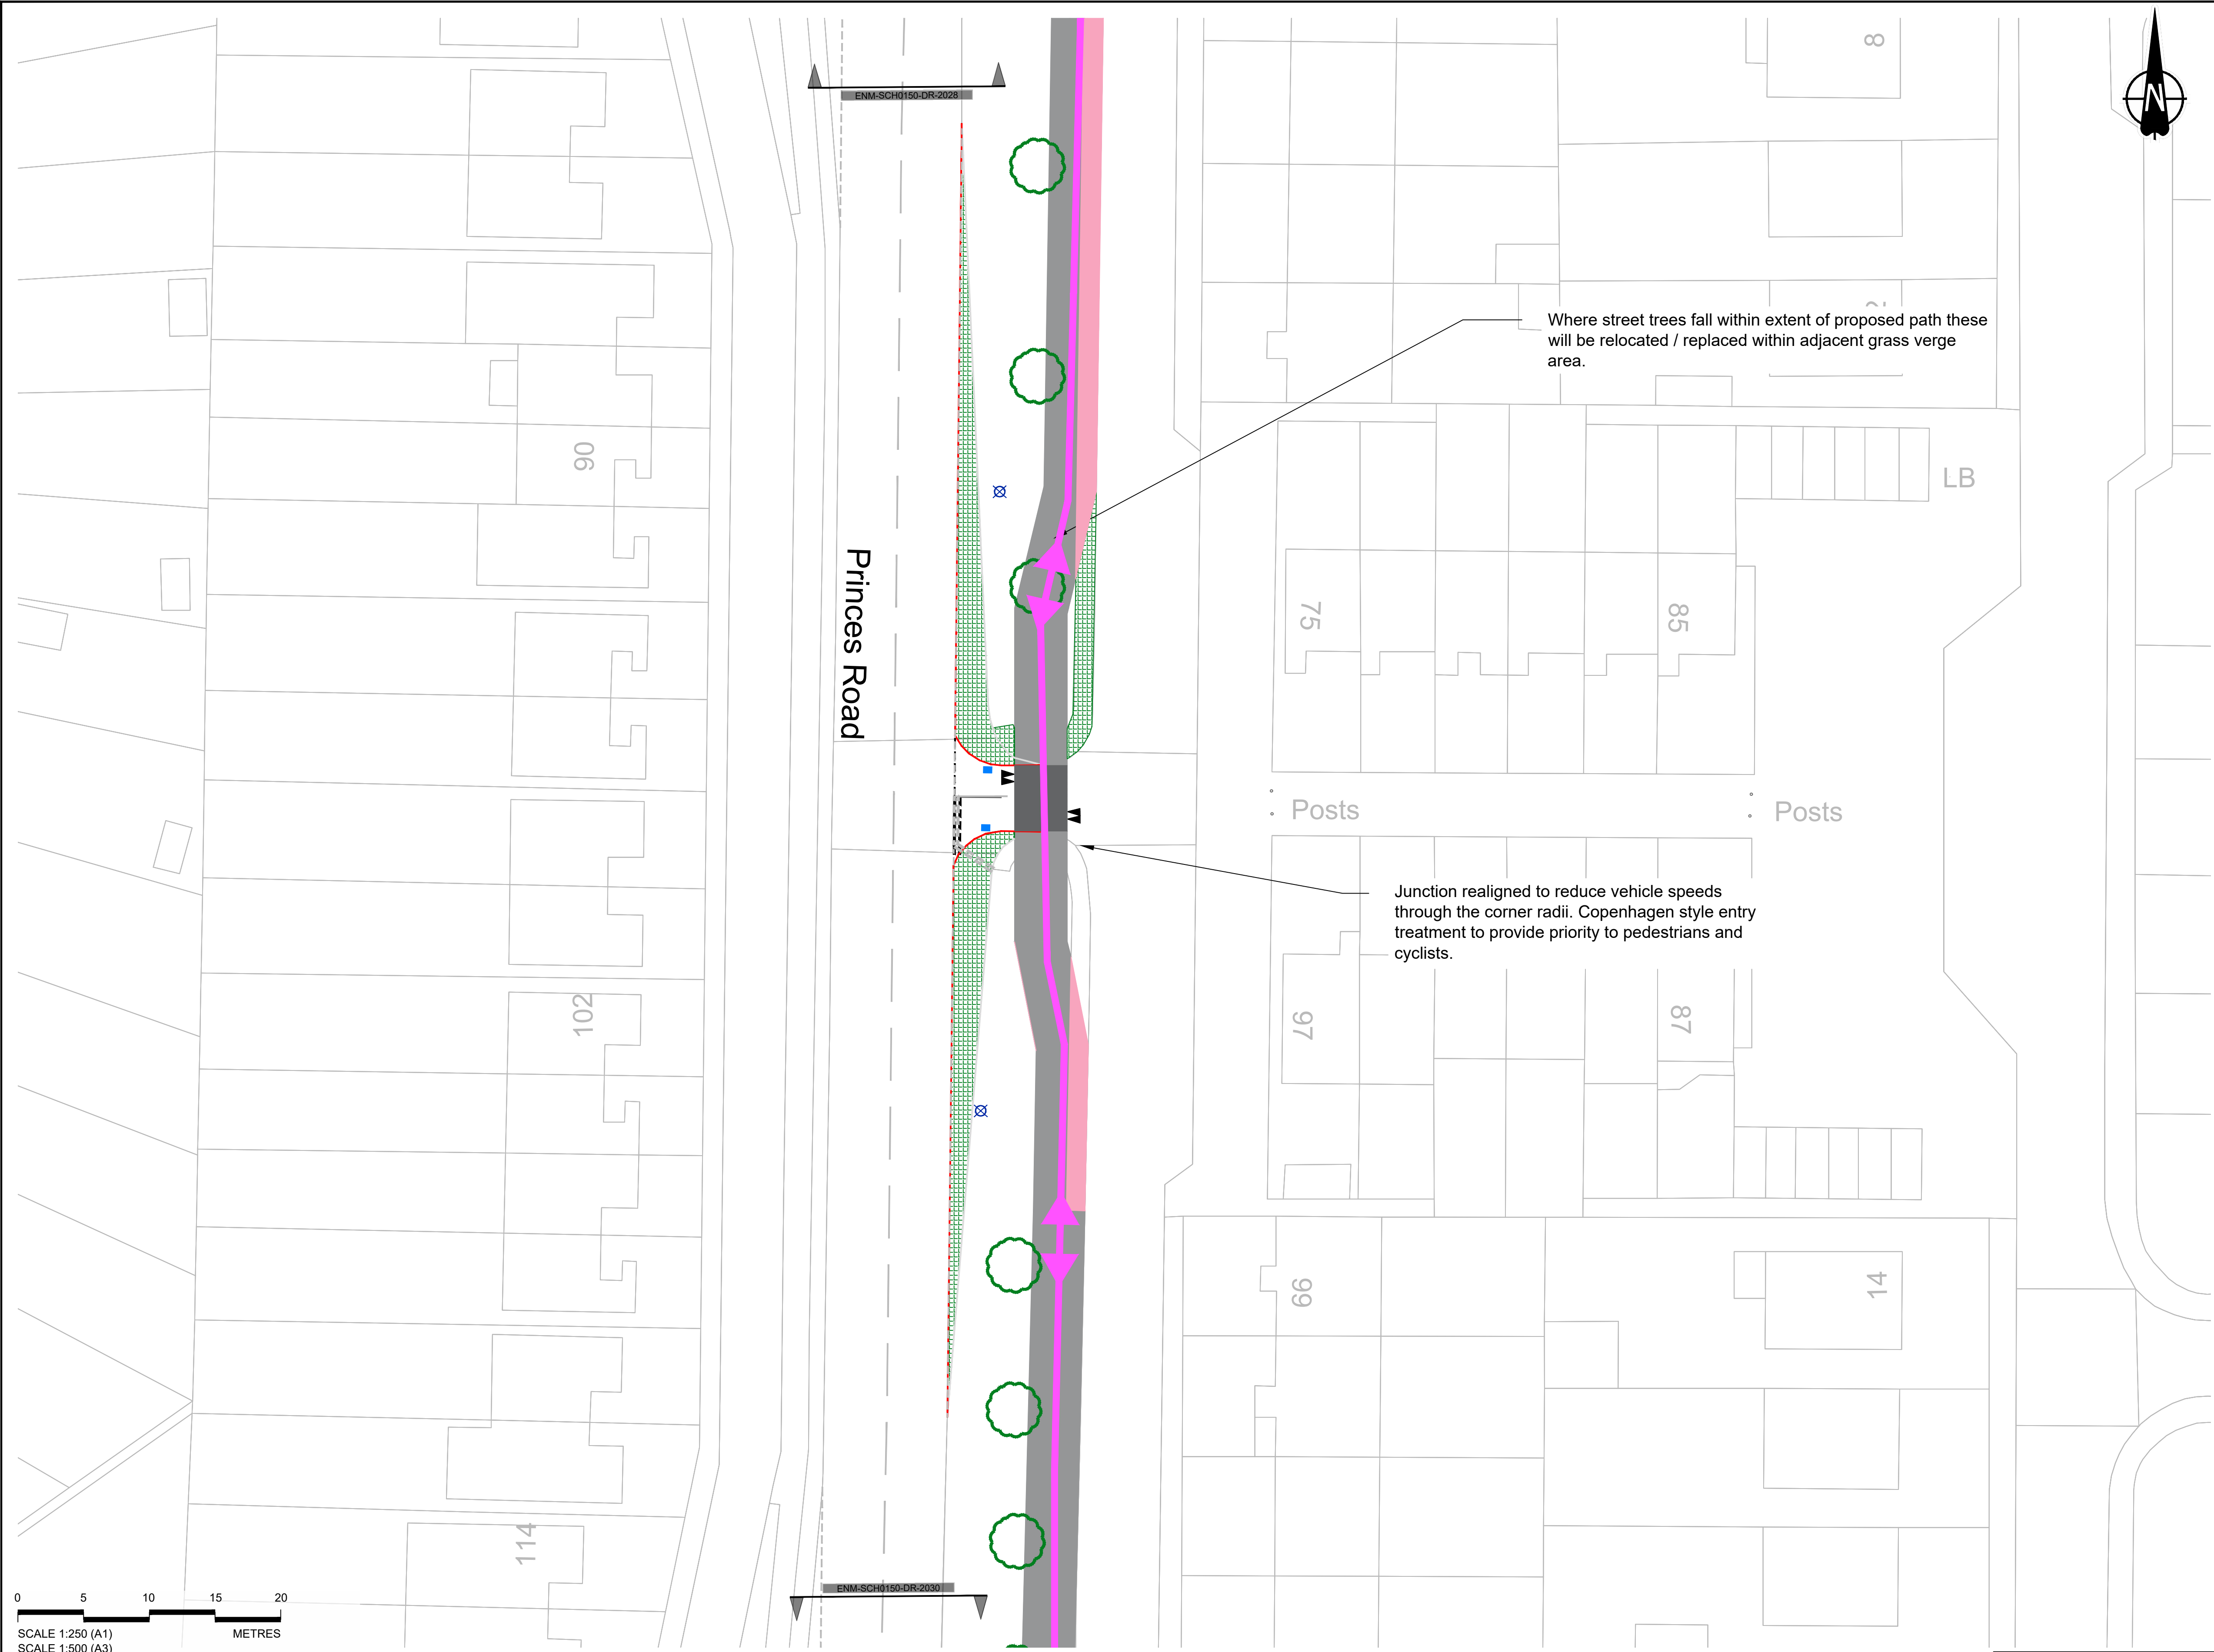 8
N
ENM-SCH0150-DR-2028
Where street trees fall within extent of proposed path these
will be relocated / replaced within adjacent grass verge
area.
90
LB
Princes Road
75
85
Posts
Posts
Junction realigned to reduce vehicle speeds
through the corner radii. Copenhagen style entry
treatment to provide priority to pedestrians and
cyclists.
102
97
87
99
14
114
ENM-SCH0150-DR-2030
0 5 10 15 20
SCALE 1:250 (A1) METRES
SCALE 1:500 (A3)